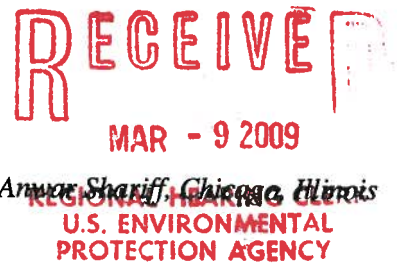 RECEIVED
MAR - 9 2009
Anwar Shariff, Chicago, Illinois
REGIONAL HEARING CLERK
U.S. ENVIRONMENTAL
PROTECTION AGENCY